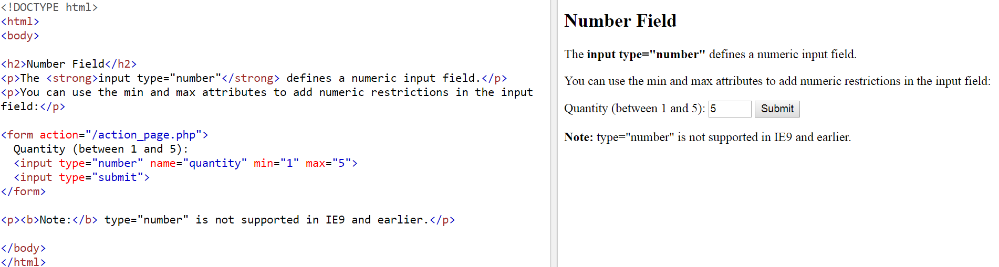 <!DOCTYPE html>
<html>
<body>
<h2>Number Field</h2>
<p>The <strong>input type="number"</strong> defines a numeric input field.</p>
<p>You can use the min and max attributes to add numeric restrictions in the input
field:</p>
<form action="/action_page.php">
Quantity (between 1 and 5):
<input type="number" name="quantity" min="1" max="5">
<input type="submit">
</form>
<p><b>Note:</b> type="number" is not supported in IE9 and earlier.</p>
</body>
</html>
Number Field
The input type="number" defines a numeric input field.
You can use the min and max attributes to add numeric restrictions in the input field:
Quantity (between 1 and 5): 5 Submit
Note: type="number" is not supported in IE9 and earlier.